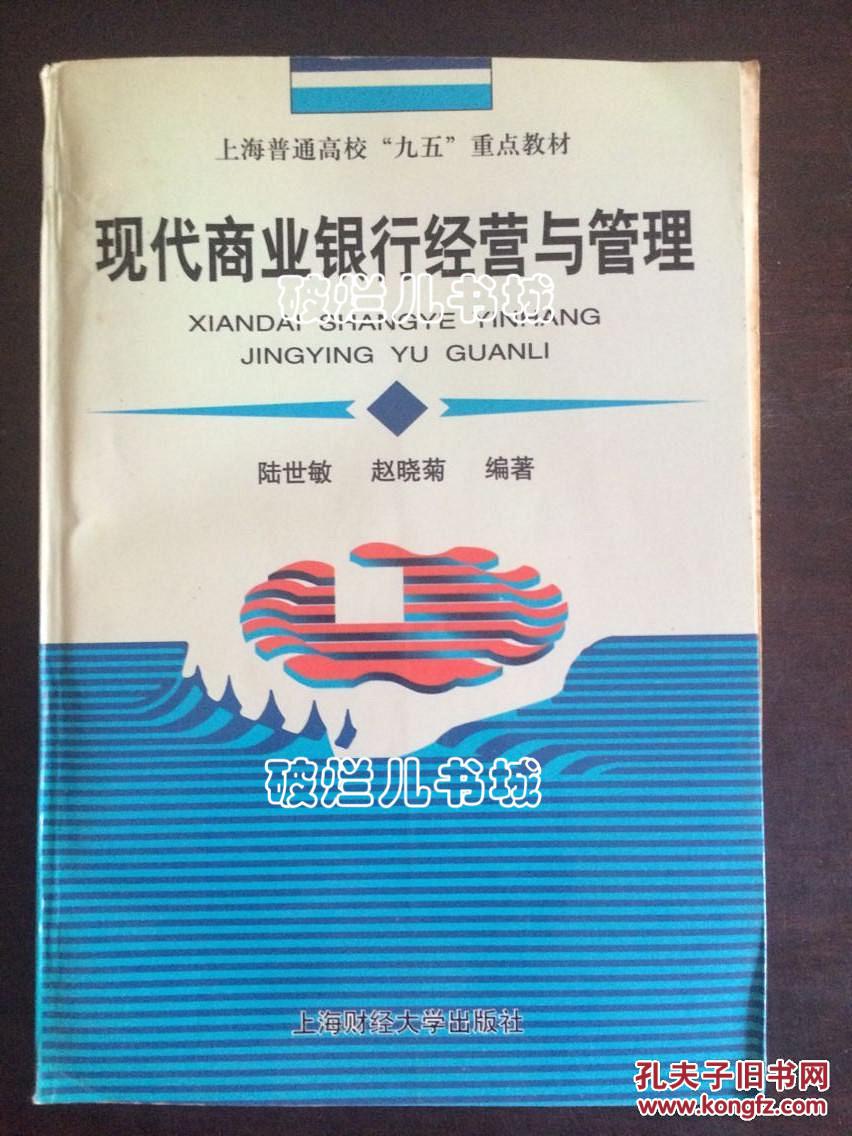 上海普通高校“九五”重点教材
现代商业银行经营与管理
破烂儿书城
XIANDAI SHANGYE YINHANG
JINGYING YU GUANLI
陆世敏 赵晓菊 编著
破烂儿书城
上海财经大学出版社
孔夫子旧书网
www.kongfz.com